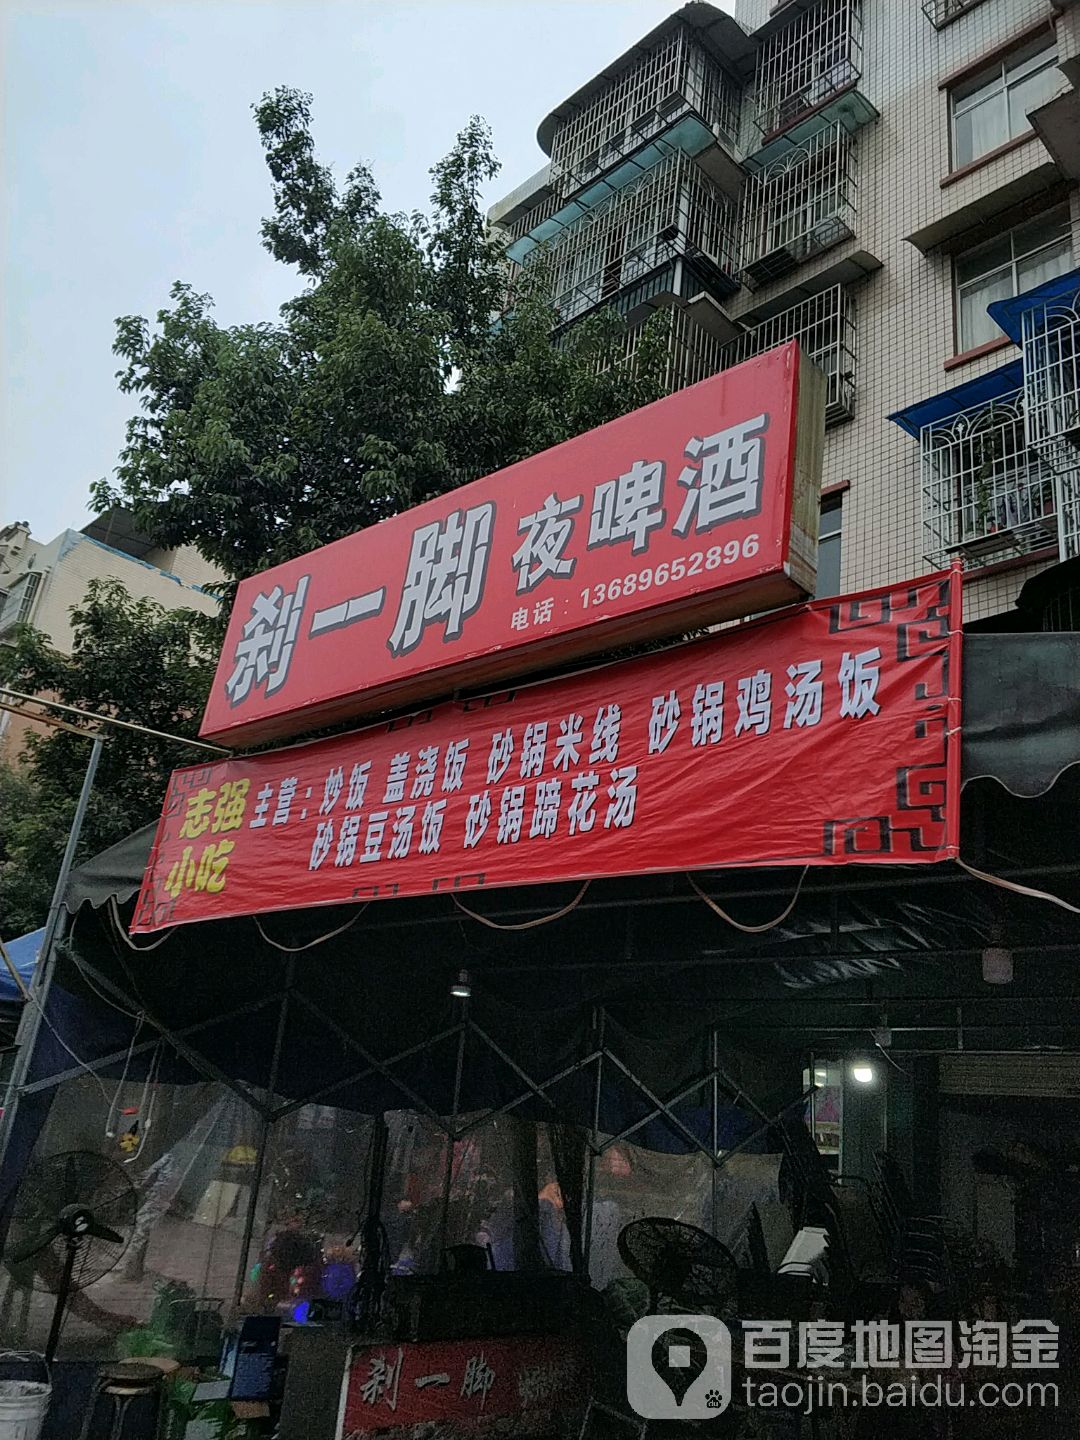 刹一脚 夜啤酒
电话：13689652896
志强小吃
主营：炒饭 盖浇饭 砂锅米线 砂锅鸡汤饭
砂锅豆汤饭 砂锅蹄花汤
刹一脚
百度地图淘金
taojin.baidu.com